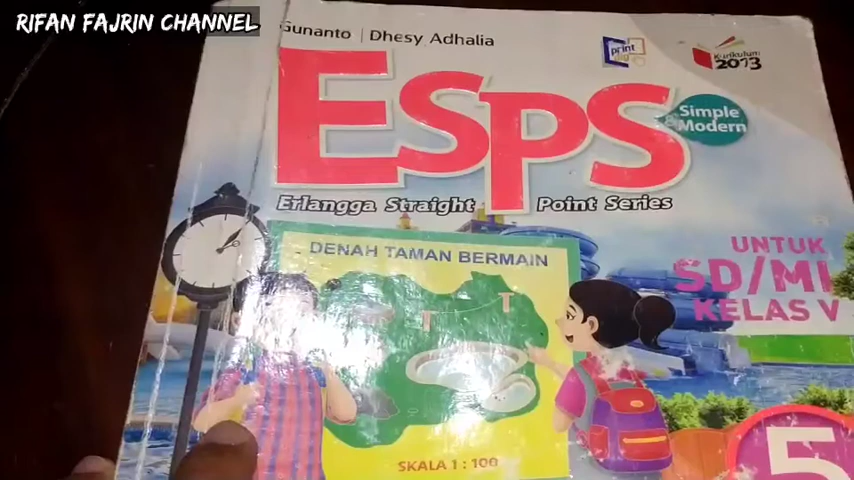 RIFAN FAJRIN CHANNEL
Gunanto | Dhesy Adhalia
print
Kurikulum
2013
ESPS
Simple
& Modern
Erlangga Straight Point Series
DENAH TAMAN BERMAIN
UNTUK
SD/MI
KELAS V
SKALA 1 : 100
5